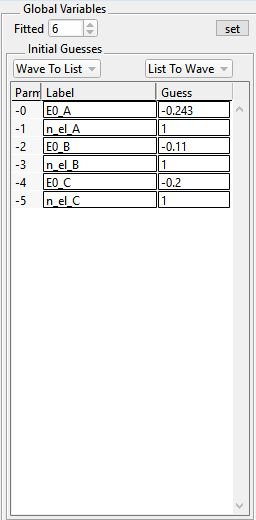 Global Variables
Fitted 6 set
Initial Guesses
Wave To List List To Wave
Parm Label Guess
-0 E0_A -0.243
-1 n_el_A 1
-2 E0_B -0.11
-3 n_el_B 1
-4 E0_C -0.2
-5 n_el_C 1